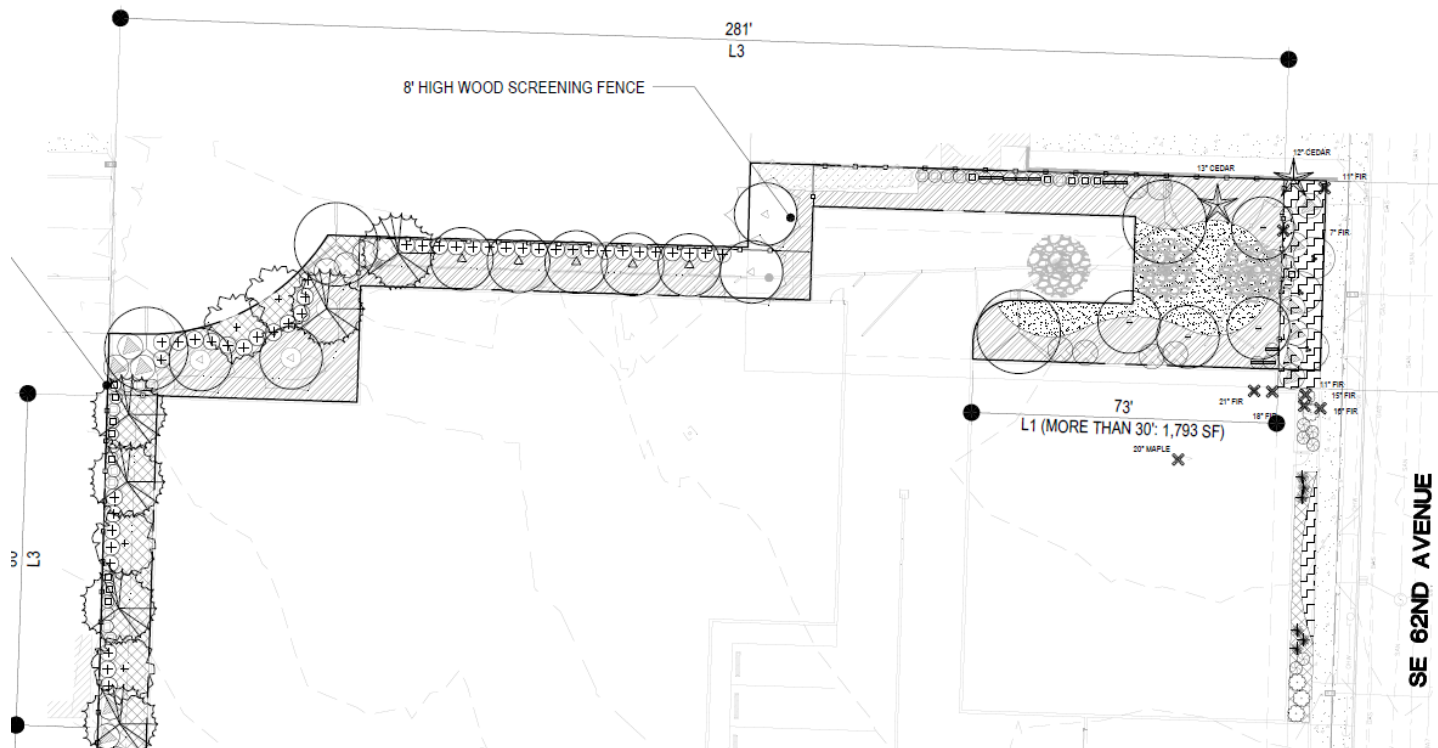 281'
L3
8' HIGH WOOD SCREENING FENCE
12" CEDAR
13" CEDAR
11" FIR
7" FIR
11" FIR
21" FIR
15" FIR
18" FIR
16" FIR
73'
L1 (MORE THAN 30': 1,793 SF)
20" MAPLE
L3
SE 62ND AVENUE